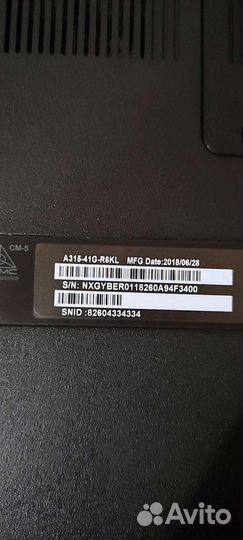 CM-5
A315-41G-R6KL MFG Date:2018/06/28
S/N: NXGYBER0118260A94F3400
SNID :82604334334
Avito